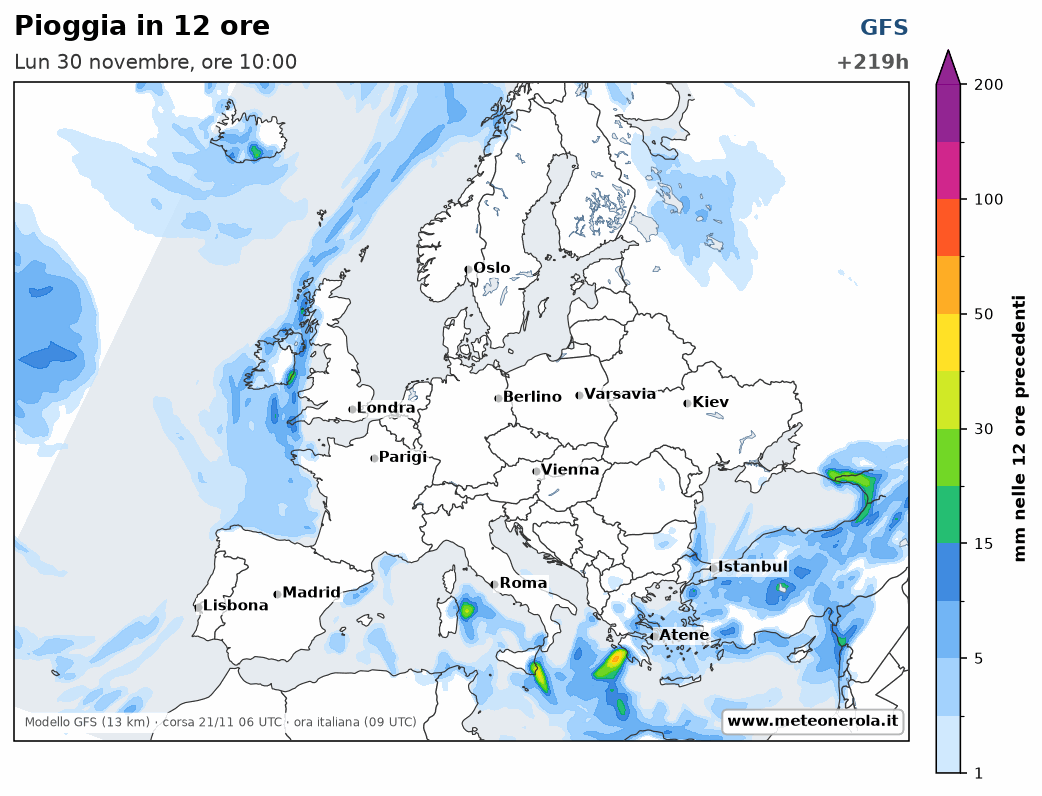 Pioggia in 12 ore
GFS
Lun 30 novembre, ore 10:00
+219h
200
100
50
30
15
5
1
mm nelle 12 ore precedenti
Oslo
Berlino
Varsavia
Kiev
Londra
Parigi
Vienna
Istanbul
Roma
Madrid
Lisbona
Atene
Modello GFS (13 km) · corsa 21/11 06 UTC · ora italiana (09 UTC)
www.meteonerola.it